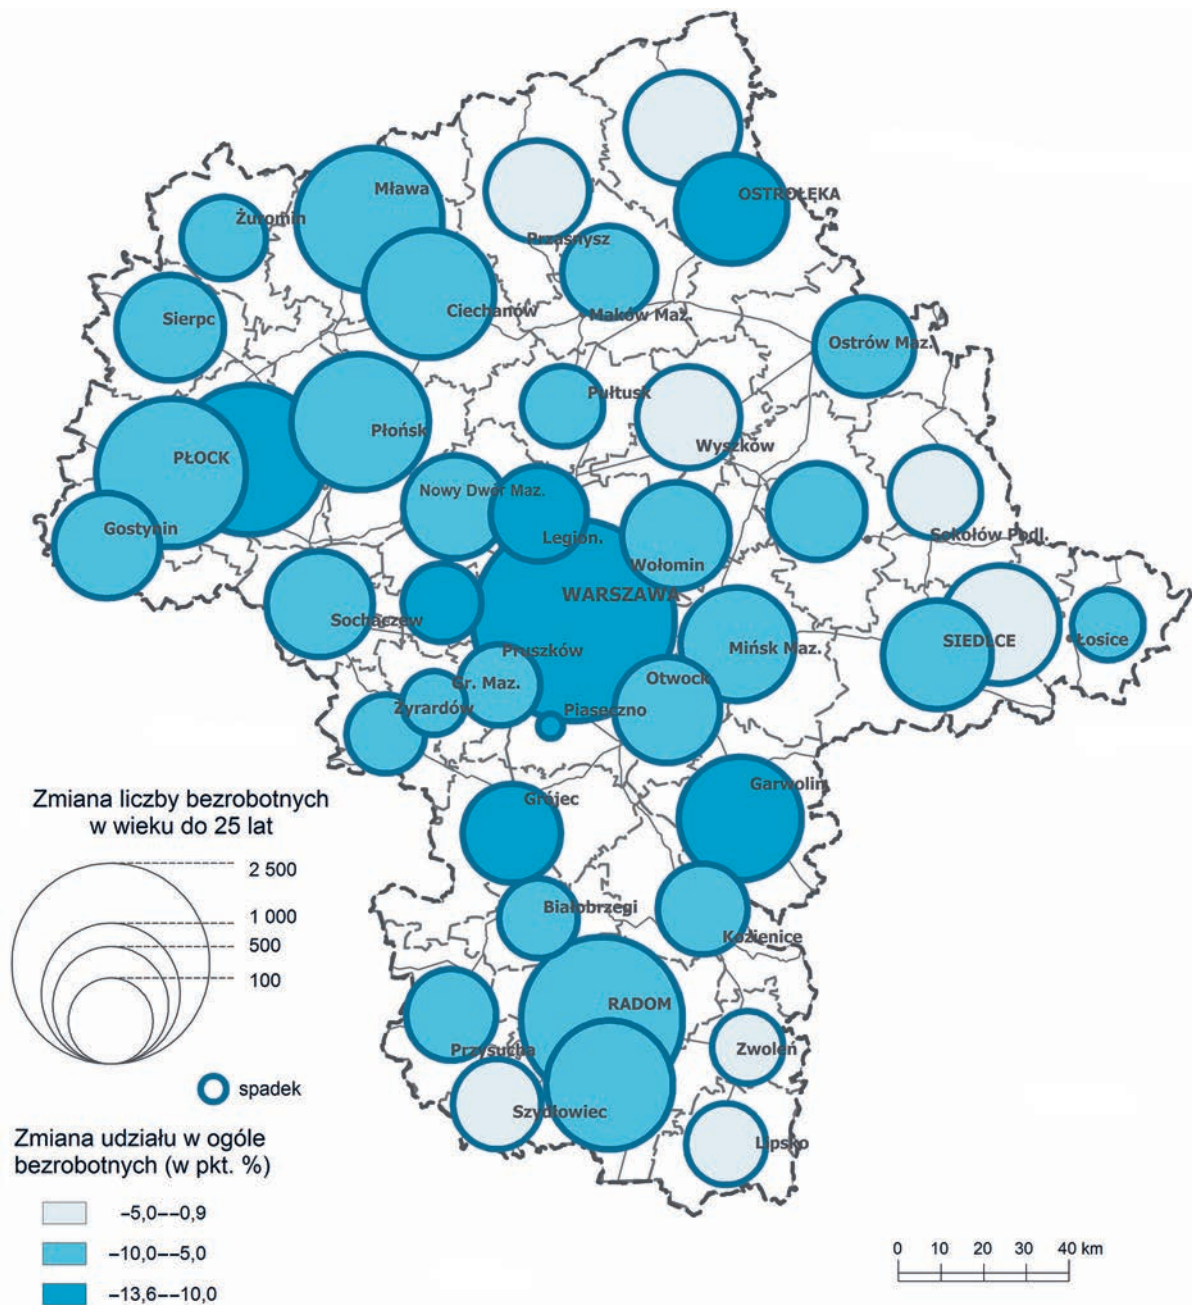 Mława
OSTROŁĘKA
Żuromin
Przasnysz
Ciechanów
Maków Maz.
Sierpc
Ostrów Maz.
Pułtusk
Płońsk
Wyszków
PŁOCK
Nowy Dwór Maz.
Gostynin
Legion.
Sokołów Podl.
Wołomin
WARSZAWA
Sochaczew
SIEDLCE
Łosice
Pruszków
Mińsk Maz.
Otwock
Gr. Maz.
Żyrardów
Piaseczno
Garwolin
Grójec
Białobrzegi
Kozienice
RADOM
Przysucha
Zwoleń
Szydłowiec
Lipsko
Zmiana liczby bezrobotnych
w wieku do 25 lat
2 500
1 000
500
100
spadek
Zmiana udziału w ogóle
bezrobotnych (w pkt. %)
–5,0––0,9
–10,0––5,0
–13,6––10,0
0 10 20 30 40 km